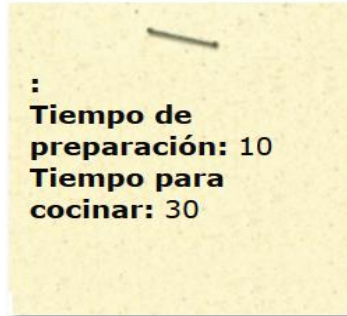 :
Tiempo de
preparación: 10
Tiempo para
cocinar: 30